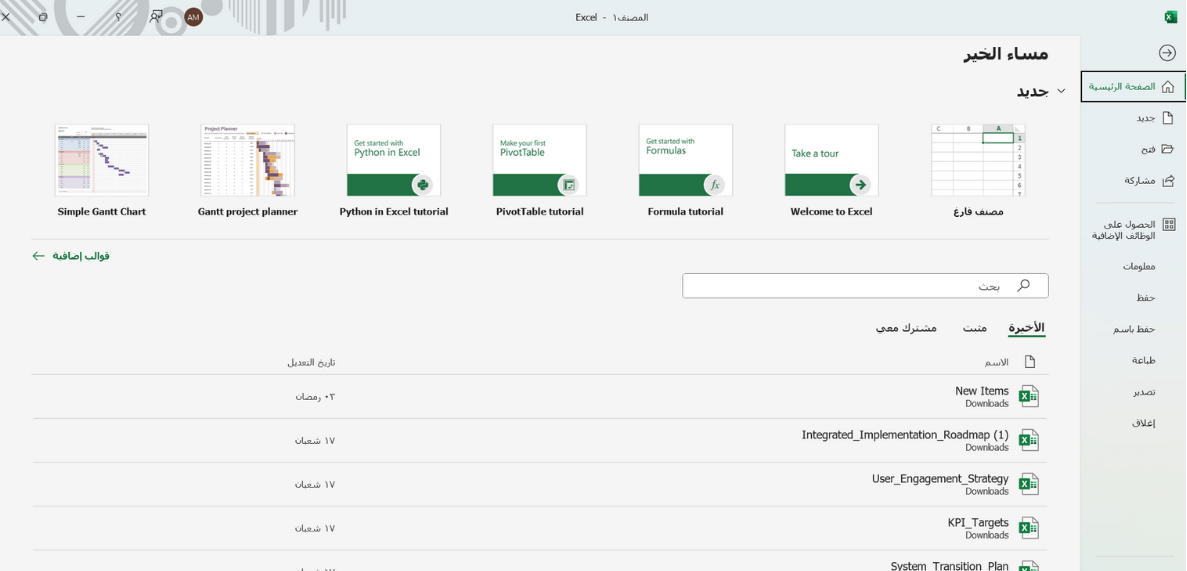 المصنف١ - Excel
AM
?
مساء الخير
جديد
مصنف فارغ
Welcome to Excel
Take a tour
Formula tutorial
Get started with
Formulas
fx
PivotTable tutorial
Make your first
PivotTable
Python in Excel tutorial
Get started with
Python in Excel
Gantt project planner
Project Planner
Simple Gantt Chart
A B C
1
2
3
4
5
6
7
قوالب إضافية
بحث
الأخيرة
مثبت
مشترك معي
الاسم
تاريخ التعديل
New Items
Downloads
٠٢ رمضان
Integrated_Implementation_Roadmap (1)
Downloads
١٧ شعبان
User_Engagement_Strategy
Downloads
١٧ شعبان
KPI_Targets
Downloads
١٧ شعبان
System_Transition_Plan
الصفحة الرئيسية
جديد
فتح
مشاركة
الحصول على
الوظائف الإضافية
معلومات
حفظ
حفظ باسم
طباعة
تصدير
إغلاق